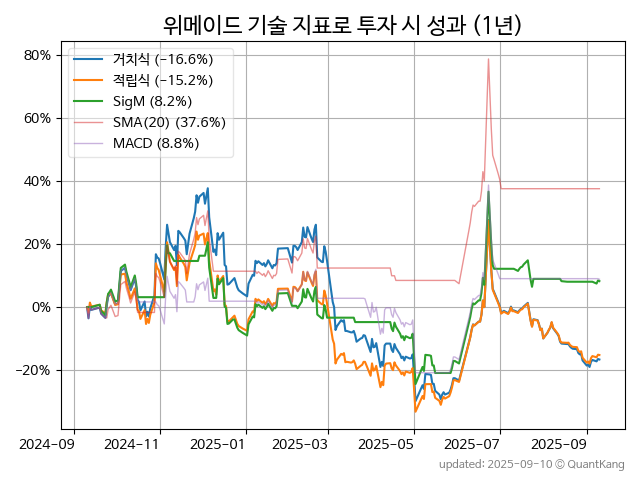 위메이드 기술 지표로 투자 시 성과 (1년)
80%
60%
40%
20%
0%
−20%
거치식 (−16.6%)
적립식 (−15.2%)
SigM (8.2%)
SMA(20) (37.6%)
MACD (8.8%)
2024−09
2024−11
2025−01
2025−03
2025−05
2025−07
2025−09
updated: 2025−09−10 © QuantKang